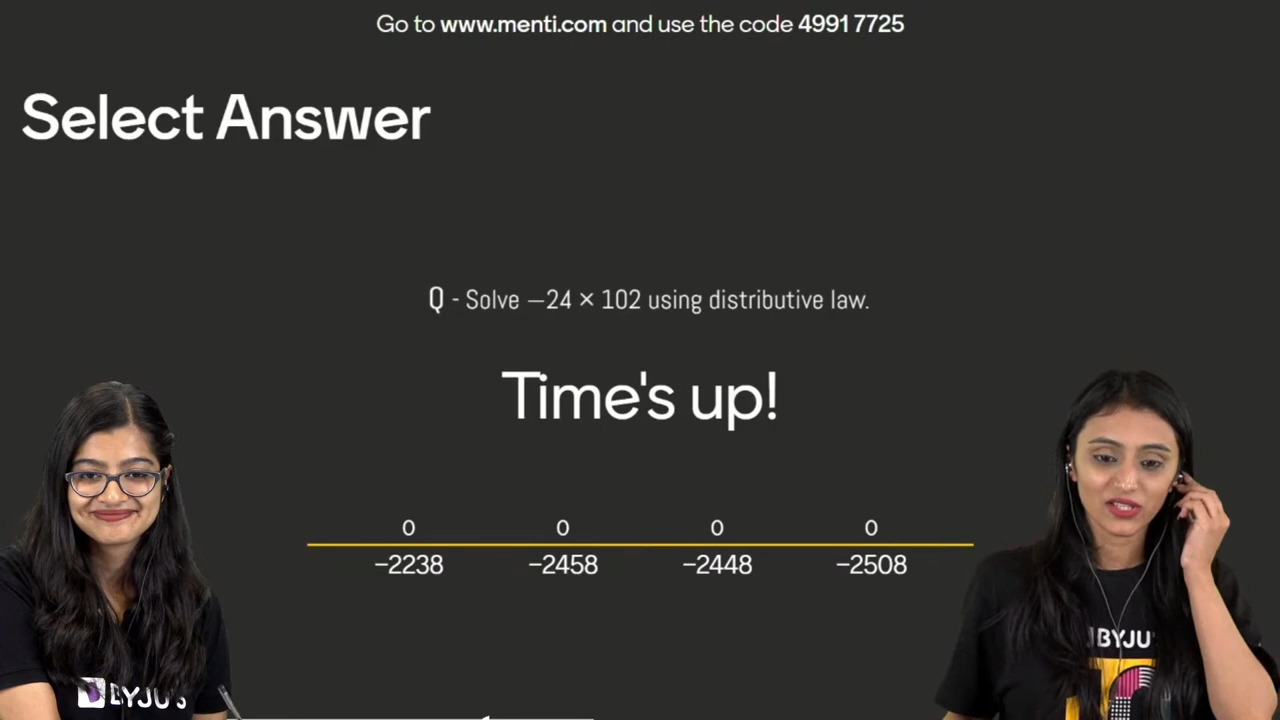 Go to www.menti.com and use the code 4991 7725
Select Answer
Q - Solve −24 × 102 using distributive law.
Time's up!
0 0 0 0
−2238 −2458 −2448 −2508
BYJU'S
BYJU'